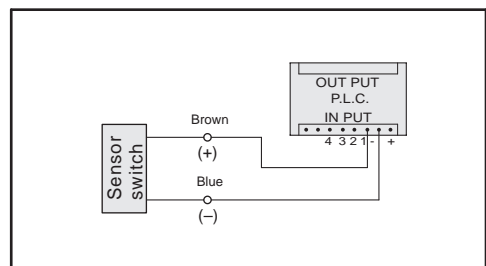 OUT PUT
P.L.C.
IN PUT
4 3 2 1 - +
Brown
(+)
Sensor
switch
Blue
(−)